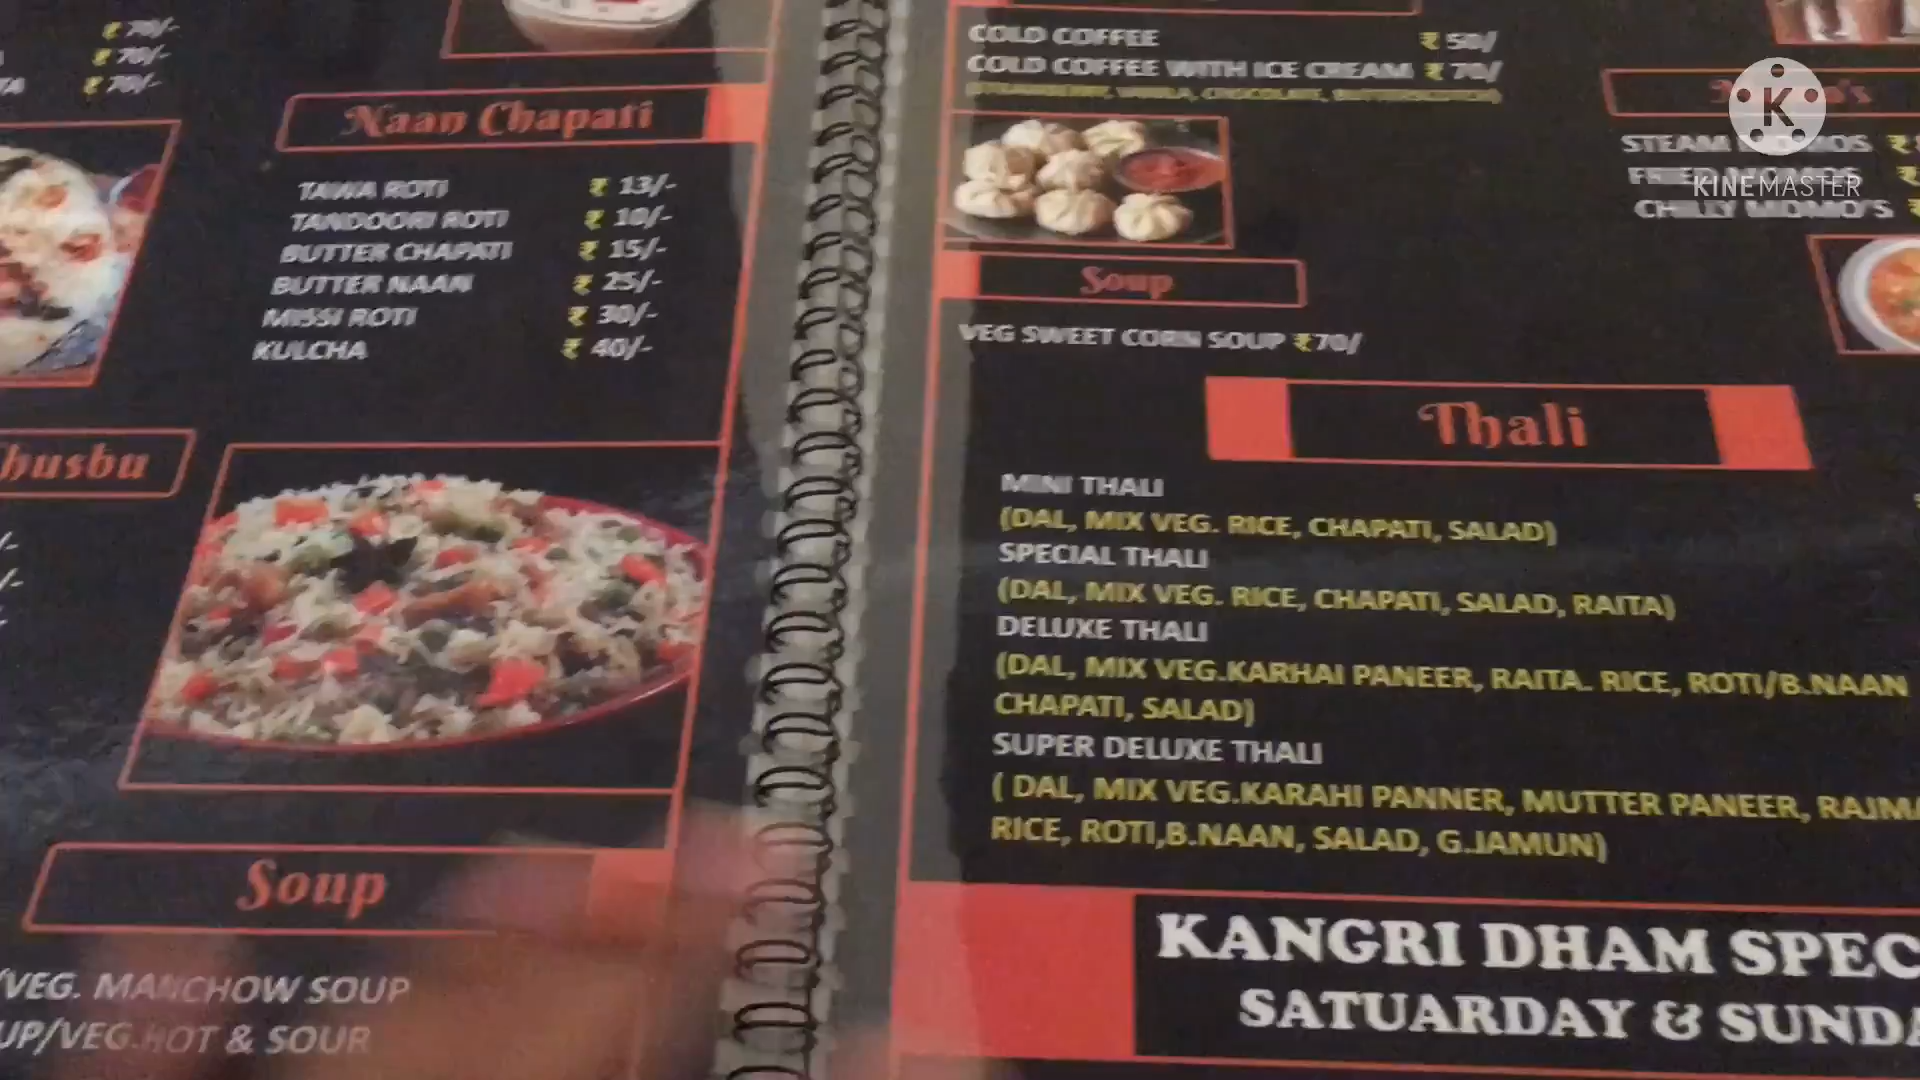 ₹ 70/-
₹ 70/-
₹ 70/-
Naan Chapati
TAWA ROTI ₹ 13/-
TANDOORI ROTI ₹ 10/-
BUTTER CHAPATI ₹ 15/-
BUTTER NAAN ₹ 25/-
MISSI ROTI ₹ 30/-
KULCHA ₹ 40/-
husbu
Soup
/VEG. MANCHOW SOUP
UP/VEG.HOT & SOUR
COLD COFFEE ₹ 50/
COLD COFFEE WITH ICE CREAM ₹ 70/
STEAM MOMOS ₹
FRIED MOMOS ₹
CHILLY MOMO'S ₹
K
KINEMASTER
Soup
VEG SWEET CORN SOUP ₹70/
Thali
MINI THALI
(DAL, MIX VEG. RICE, CHAPATI, SALAD)
SPECIAL THALI
(DAL, MIX VEG. RICE, CHAPATI, SALAD, RAITA)
DELUXE THALI
(DAL, MIX VEG.KARHAI PANEER, RAITA. RICE, ROTI/B.NAAN
CHAPATI, SALAD)
SUPER DELUXE THALI
( DAL, MIX VEG.KARAHI PANNER, MUTTER PANEER, RAJMA
RICE, ROTI,B.NAAN, SALAD, G.JAMUN)
KANGRI DHAM SPEC
SATUARDAY & SUNDA